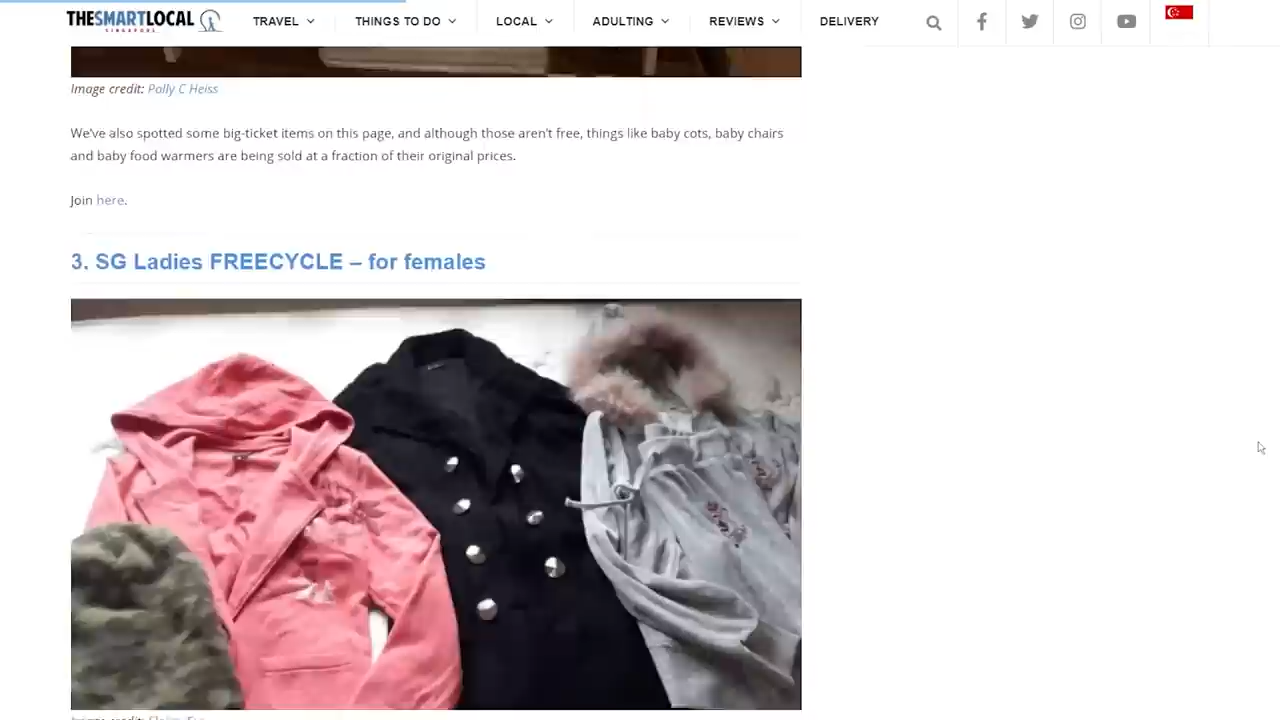 THESMARTLOCAL
SINGAPORE
TRAVEL
THINGS TO DO
LOCAL
ADULTING
REVIEWS
DELIVERY
Image credit: Polly C Heiss
We've also spotted some big-ticket items on this page, and although those aren't free, things like baby cots, baby chairs
and baby food warmers are being sold at a fraction of their original prices.
Join here.
3. SG Ladies FREECYCLE – for females